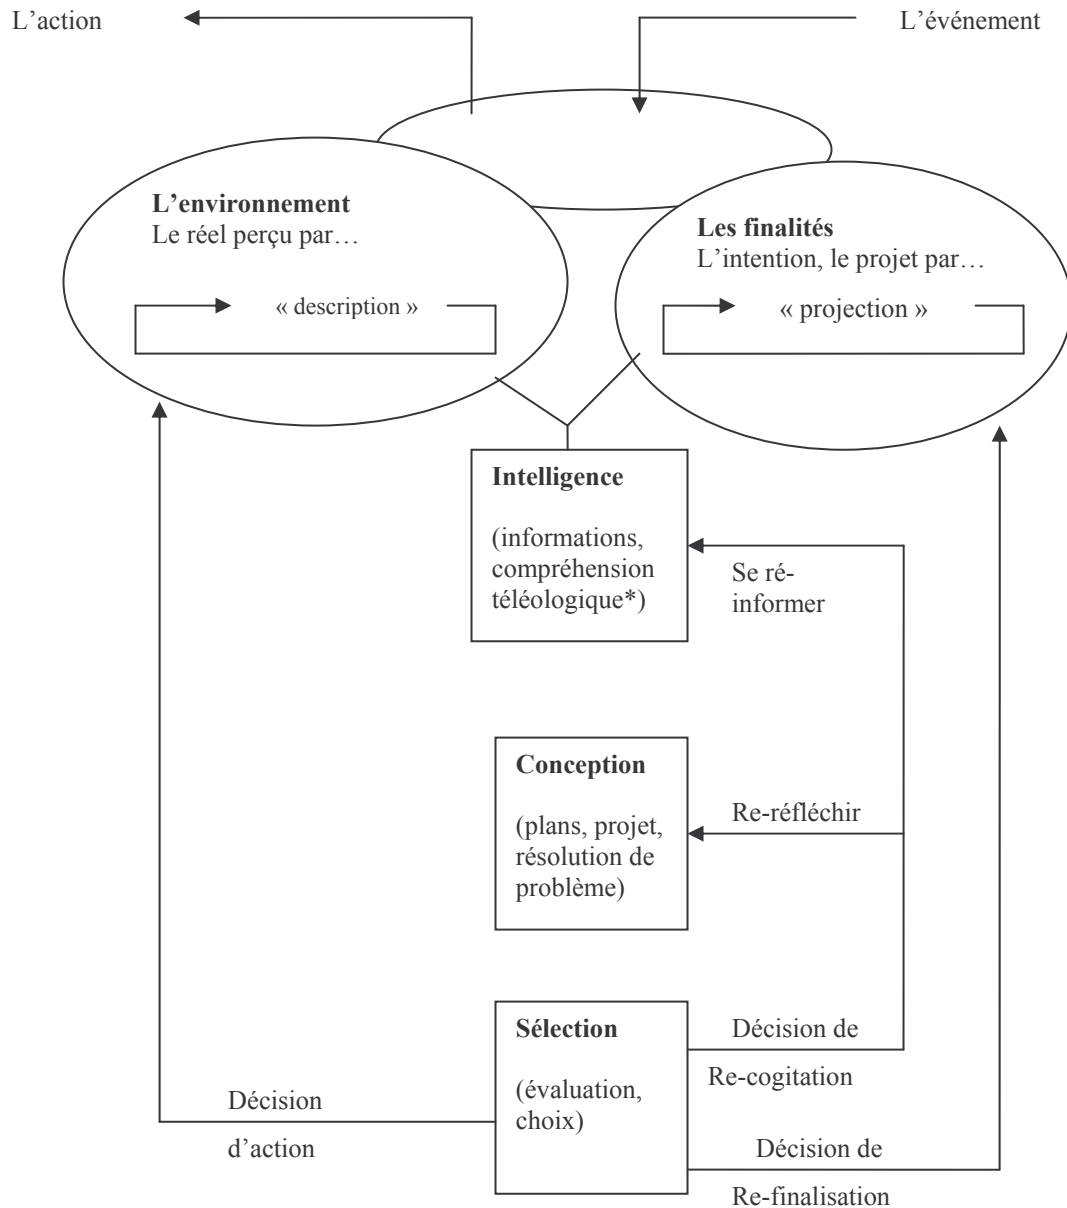 L’action
L’événement
L’environnement
Le réel perçu par…
« description »
Les finalités
L’intention, le projet par…
« projection »
Intelligence
(informations,
compréhension
téléologique*)
Se ré-
informer
Conception
(plans, projet,
résolution de
problème)
Re-réfléchir
Sélection
(évaluation,
choix)
Décision de
Re-cogitation
Décision
d’action
Décision de
Re-finalisation